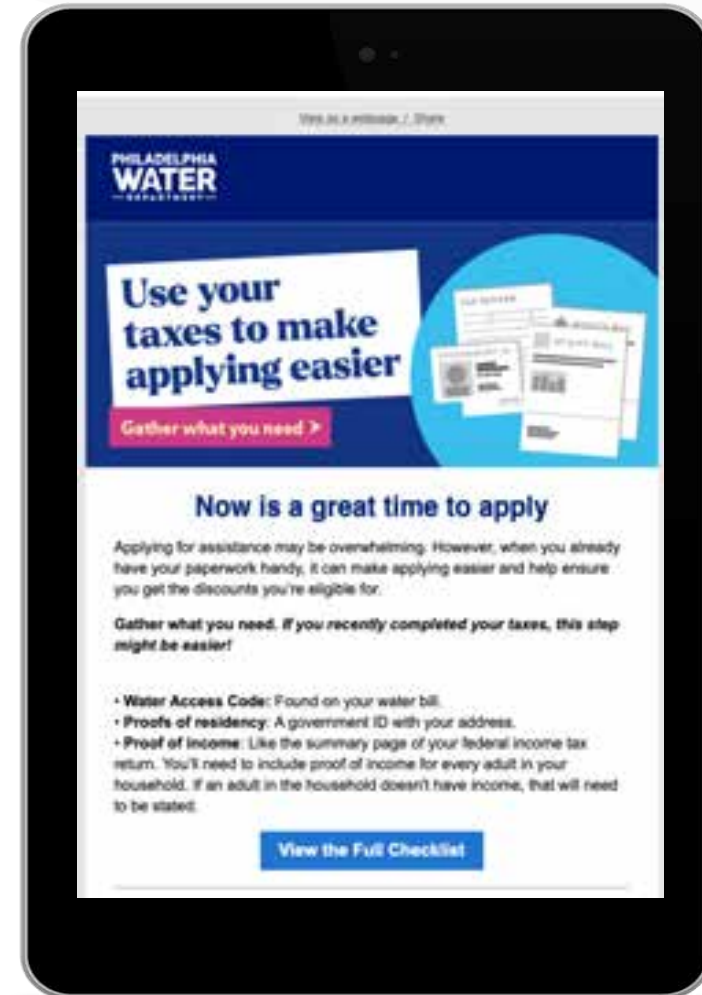 View as a webpage / Share
PHILADELPHIA
WATER
DEPARTMENT
Use your
taxes to make
applying easier
Gather what you need >
Now is a great time to apply
Applying for assistance may be overwhelming. However, when you already
have your paperwork handy, it can make applying easier and help ensure
you get the discounts you're eligible for.
Gather what you need. If you recently completed your taxes, this step
might be easier!
• Water Access Code: Found on your water bill.
• Proofs of residency: A government ID with your address.
• Proof of income: Like the summary page of your federal income tax
return. You'll need to include proof of income for every adult in your
household. If an adult in the household doesn't have income, that will need
to be stated.
View the Full Checklist